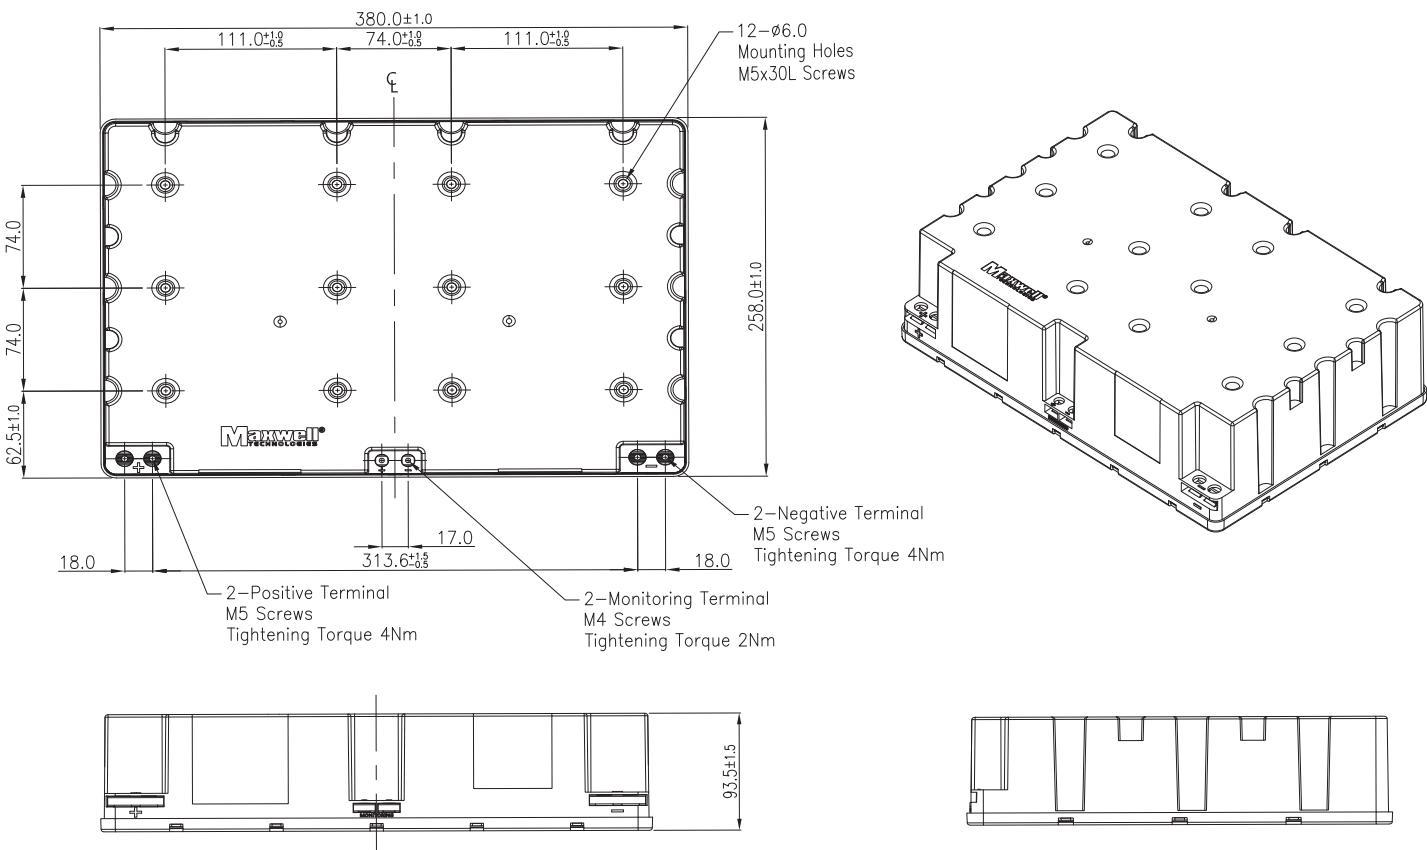 380.0±1.0
111.0+1.0-0.5
74.0+1.0-0.5
111.0+1.0-0.5
12-ø6.0
Mounting Holes
M5x30L Screws
℄
74.0
74.0
62.5±1.0
258.0±1.0
Maxwell®
TECHNOLOGIES
+
-
+
-
17.0
313.6+1.5-0.5
18.0
18.0
2-Negative Terminal
M5 Screws
Tightening Torque 4Nm
2-Positive Terminal
M5 Screws
Tightening Torque 4Nm
2-Monitoring Terminal
M4 Screws
Tightening Torque 2Nm
Maxwell®
+
+
-
93.5±1.5
+
MONITORING
-